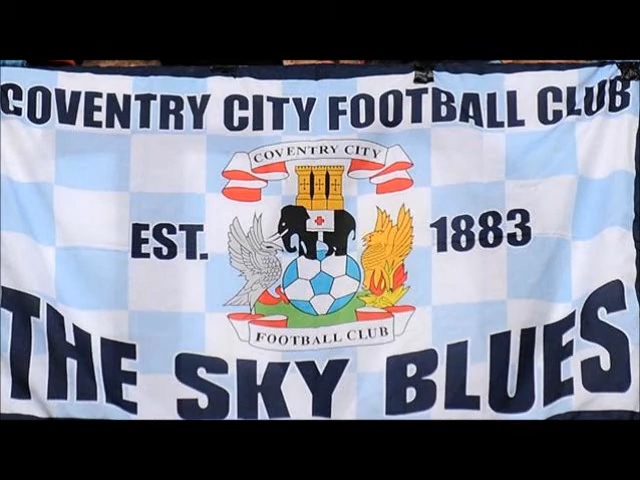 COVENTRY CITY FOOTBALL CLUB
COVENTRY CITY
EST. 1883
FOOTBALL CLUB
THE SKY BLUES